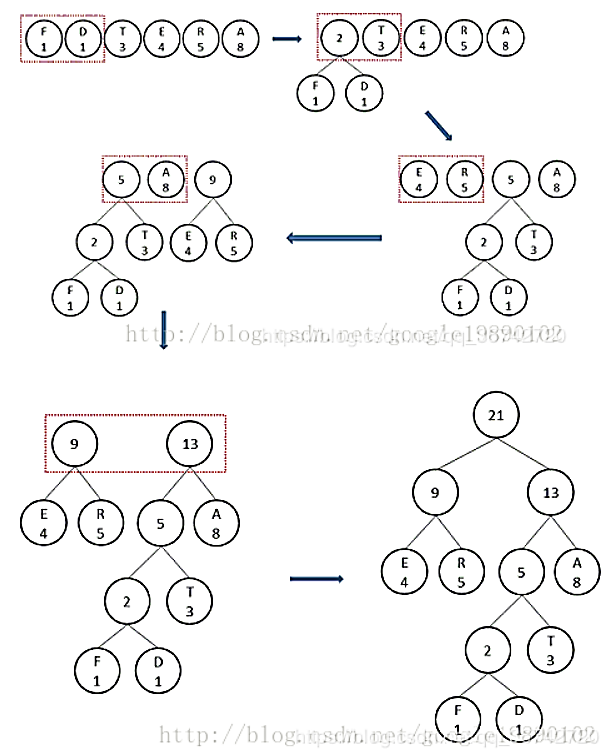 F D T E R A
1 1 3 4 5 8
2 T E R A
3 4 5 8
F D
1 1
E R 5 A
4 5 8
2 T
3
F D
1 1
5 A 9
8
2 T E R
3 4 5
F D
1 1
http://blog.csdn.net/google19890102
9 13
E R 5 A
4 5 8
2 T
3
F D
1 1
21
9 13
E R 5 A
4 5 8
2 T
3
F D
1 1
http://blog.csdn.net/google19890102